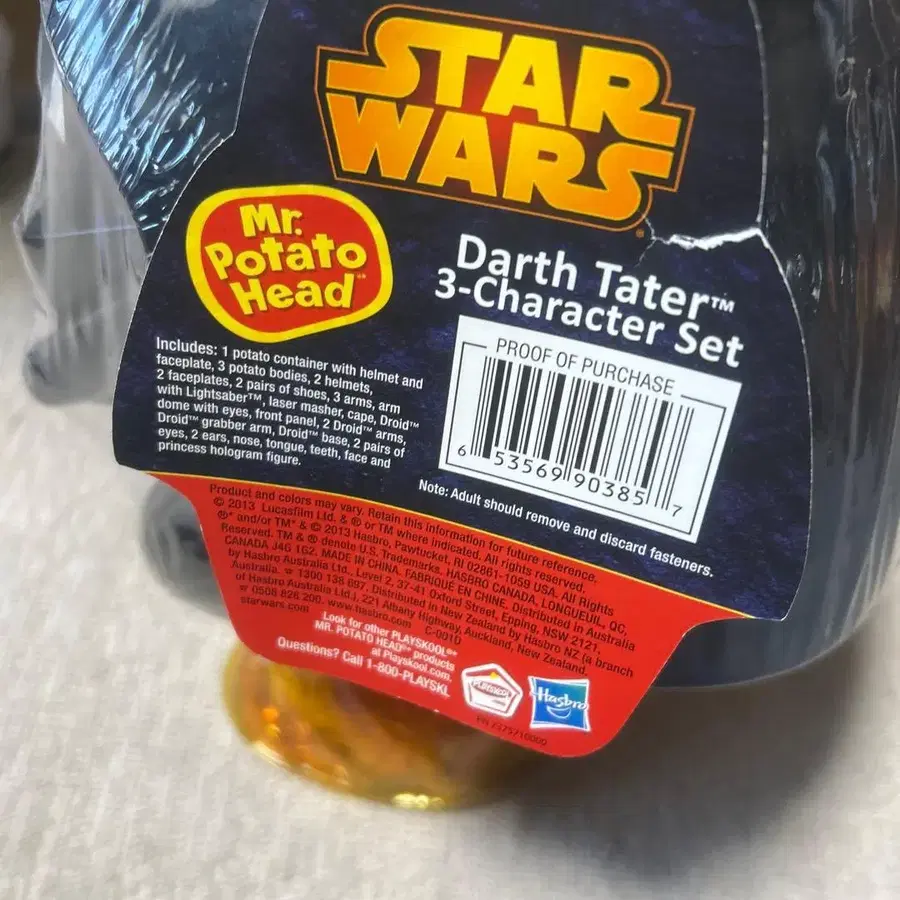 STAR
WARS
Mr.
Potato
Head™
Darth Tater™
3-Character Set
PROOF OF PURCHASE
6 53569 90385 7
Includes: 1 potato container with helmet and
faceplate, 3 potato bodies, 2 helmets,
2 faceplates, 2 pairs of shoes, 3 arms, arm
with Lightsaber™, laser masher, cape, Droid™
dome with eyes, front panel, 2 Droid™ arms,
Droid™ grabber arm, Droid™ base, 2 pairs of
eyes, 2 ears, nose, tongue, teeth, face and
princess hologram figure.
Note: Adult should remove and discard fasteners.
Product and colors may vary. Retain this information for future reference.
© 2013 Lucasfilm Ltd. & ® or TM where indicated. All rights reserved.
®* and/or TM* & © 2013 Hasbro, Pawtucket, RI 02861-1059 USA. All Rights
Reserved. TM & ® denote U.S. Trademarks. HASBRO CANADA, LONGUEUIL, QC,
CANADA J4G 1G2. MADE IN CHINA. FABRIQUÉ EN CHINE. Distributed in Australia
by Hasbro Australia Ltd., Level 2, 37-41 Oxford Street, Epping, NSW 2121,
Australia. ☏ 1300 138 697. Distributed in New Zealand by Hasbro NZ (a branch
of Hasbro Australia Ltd.), 221 Albany Highway, Auckland, New Zealand.
☏ 0508 828 200. www.hasbro.com C-001D
starwars.com
Look for other PLAYSKOOL®*
MR. POTATO HEAD®* products
at Playskool.com.
Questions? Call 1-800-PLAYSKL
PLAYSKOOL
Hasbro